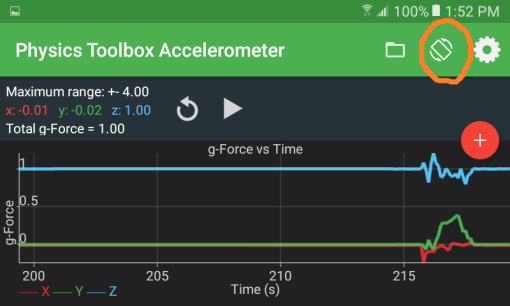 100% 1:52 PM
Physics Toolbox Accelerometer
Maximum range: +- 4.00
x: -0.01 y: -0.02 z: 1.00
Total g-Force = 1.00
+
g-Force vs Time
1
0.5
0
g-Force
200 205 210 215
Time (s)
X Y Z